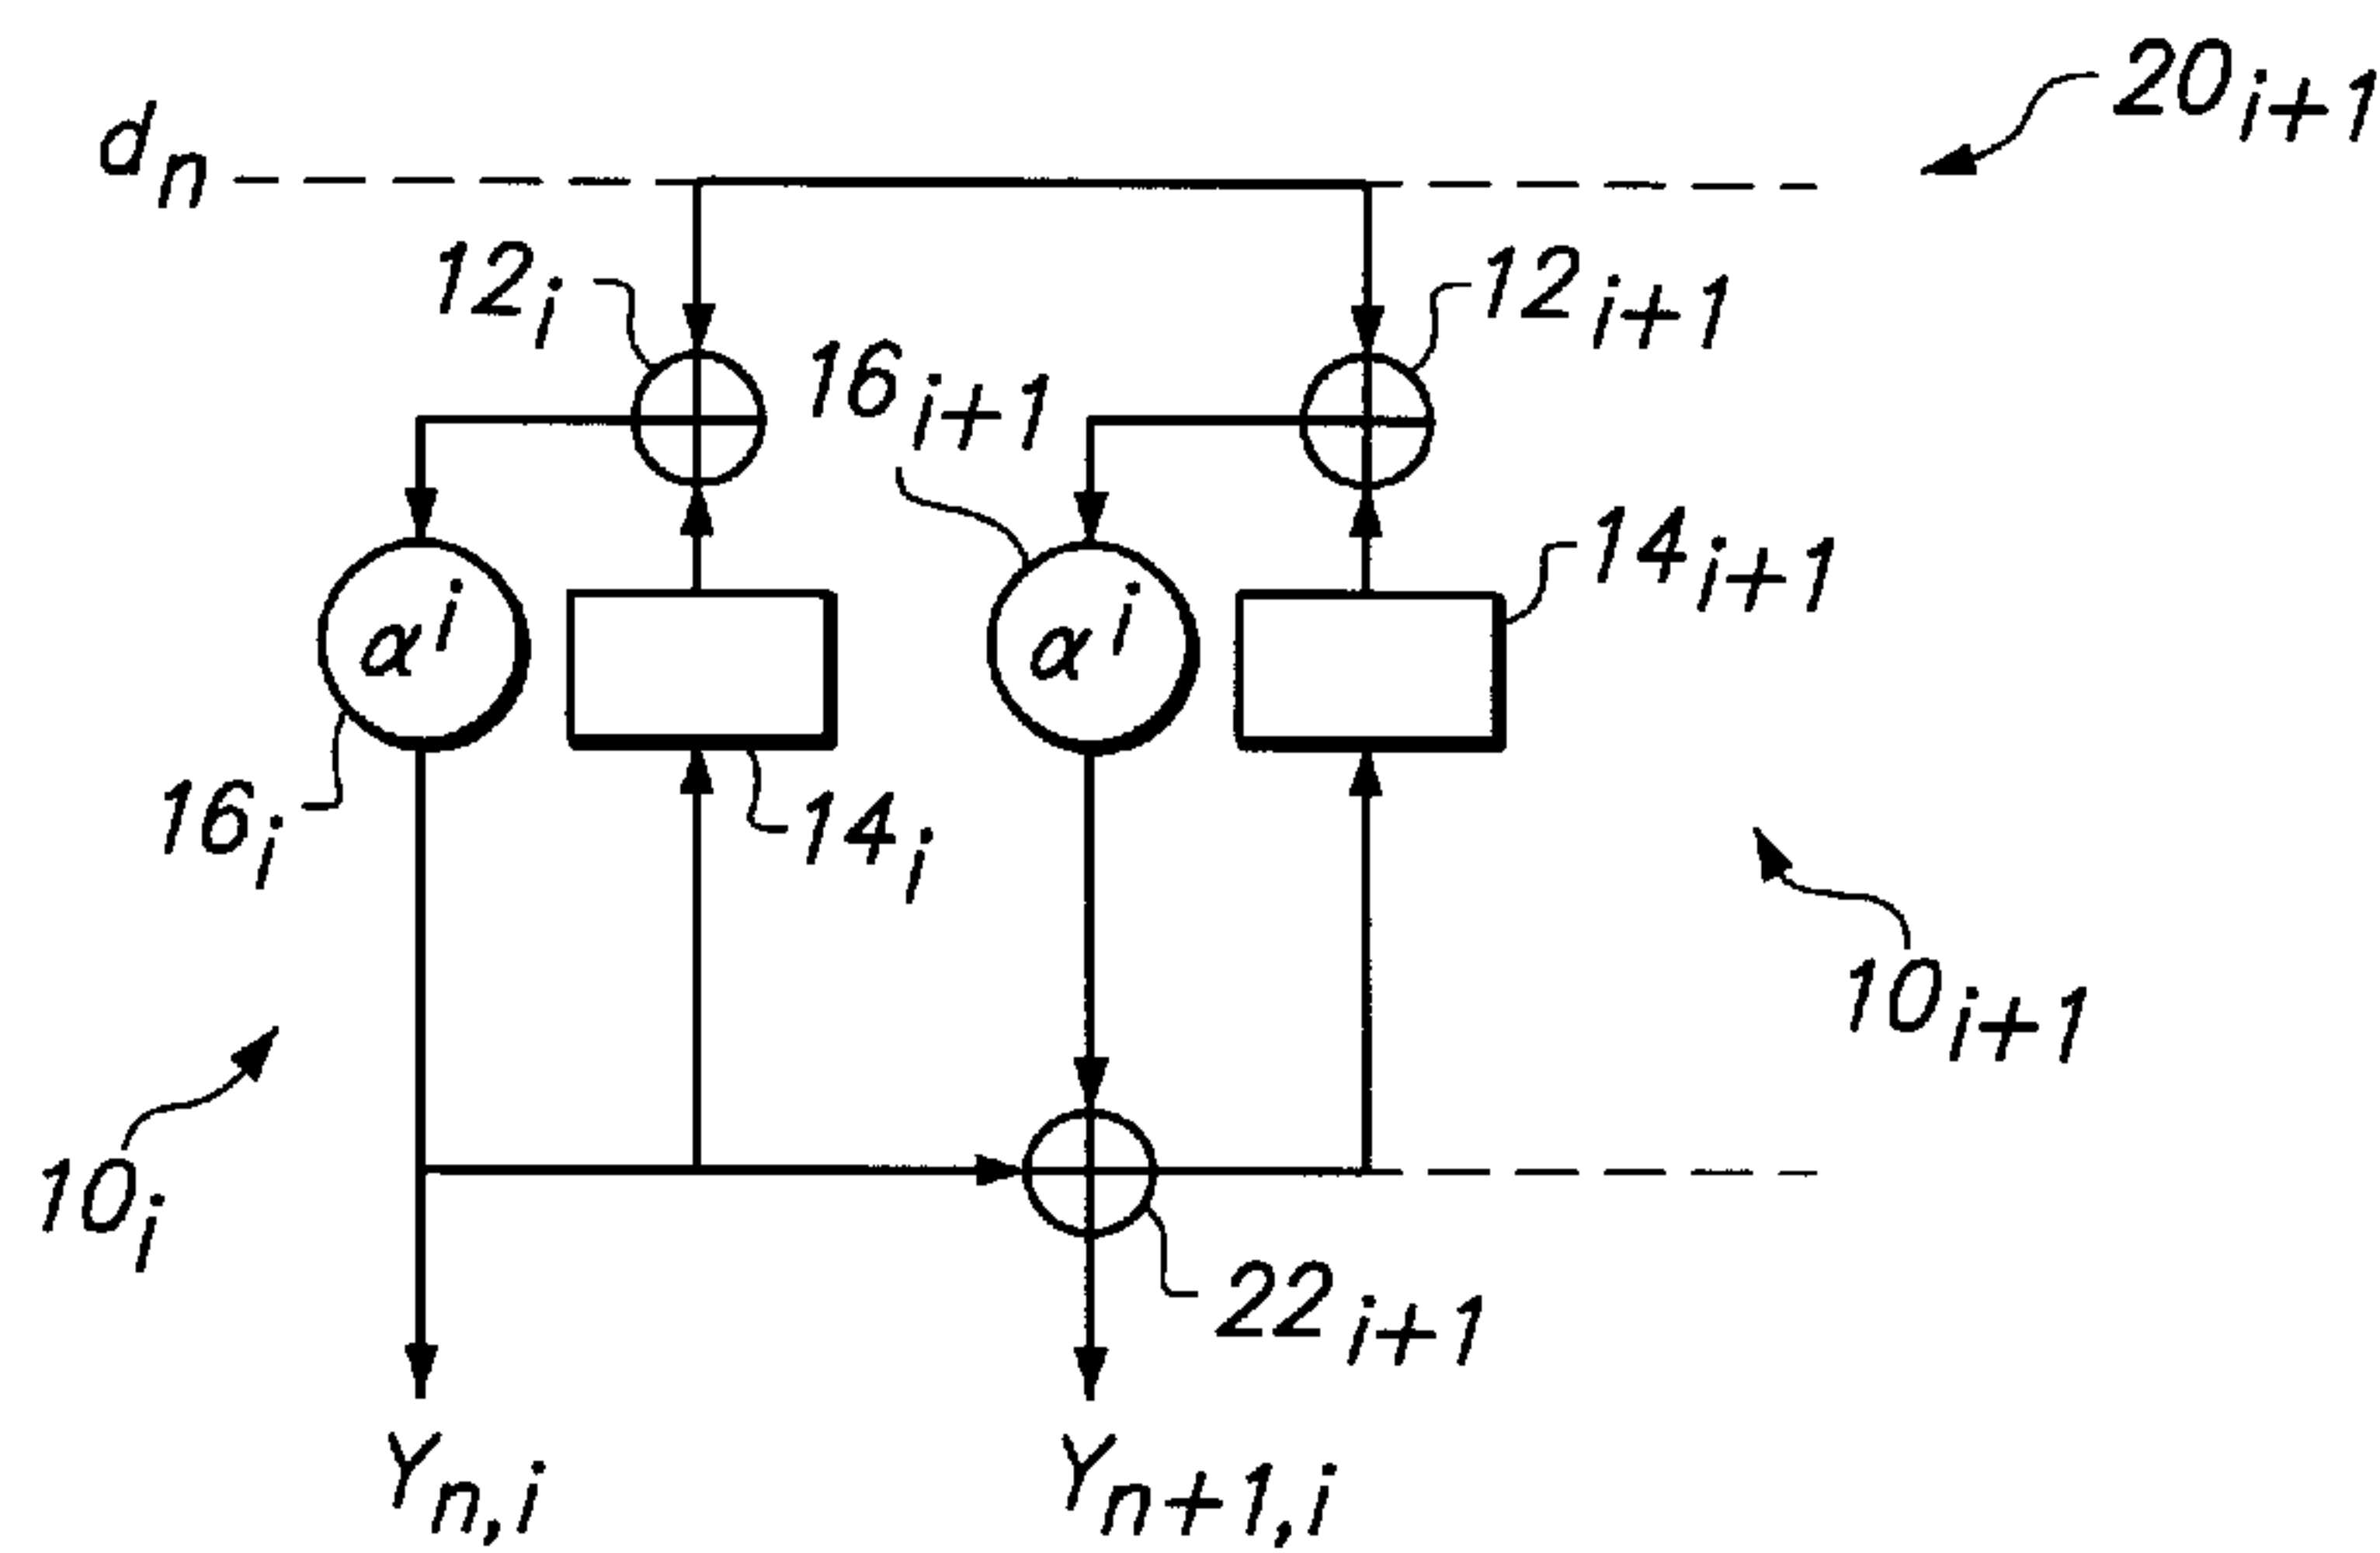 20i+1
dn
12i
12i+1
16i+1
14i+1
αi
αi
16i
14i
10i+1
10i
22i+1
Yn,i
Yn+1,i